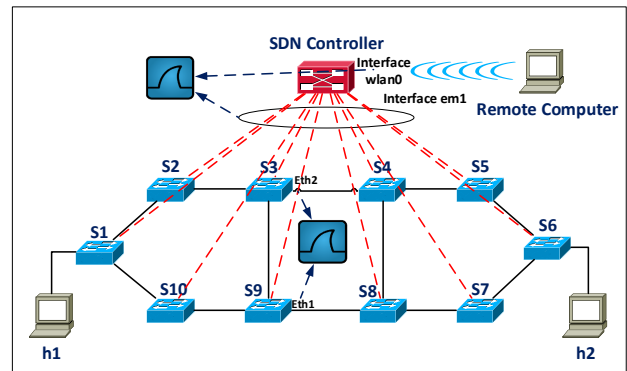 SDN Controller
Interface
wlan0
Interface em1
Remote Computer
S2
S3
S4
S5
Eth2
S1
S6
S10
S9
S8
S7
Eth1
h1
h2